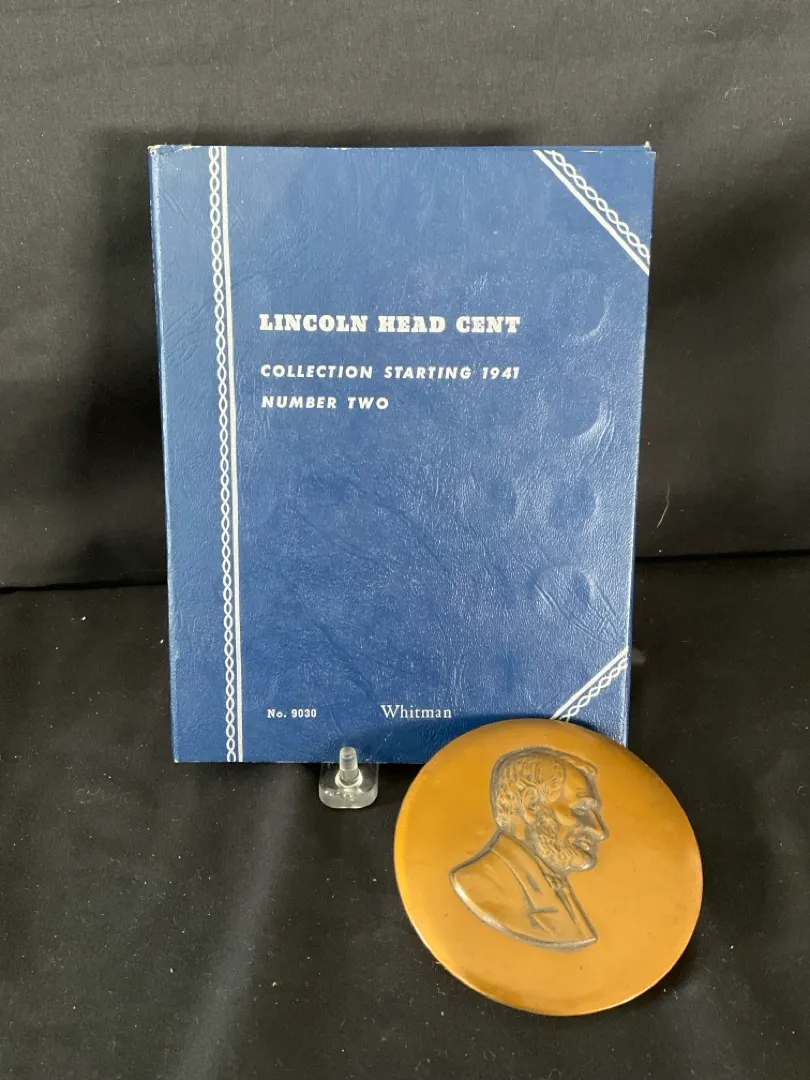 LINCOLN HEAD CENT
COLLECTION STARTING 1941
NUMBER TWO
No. 9030
Whitman